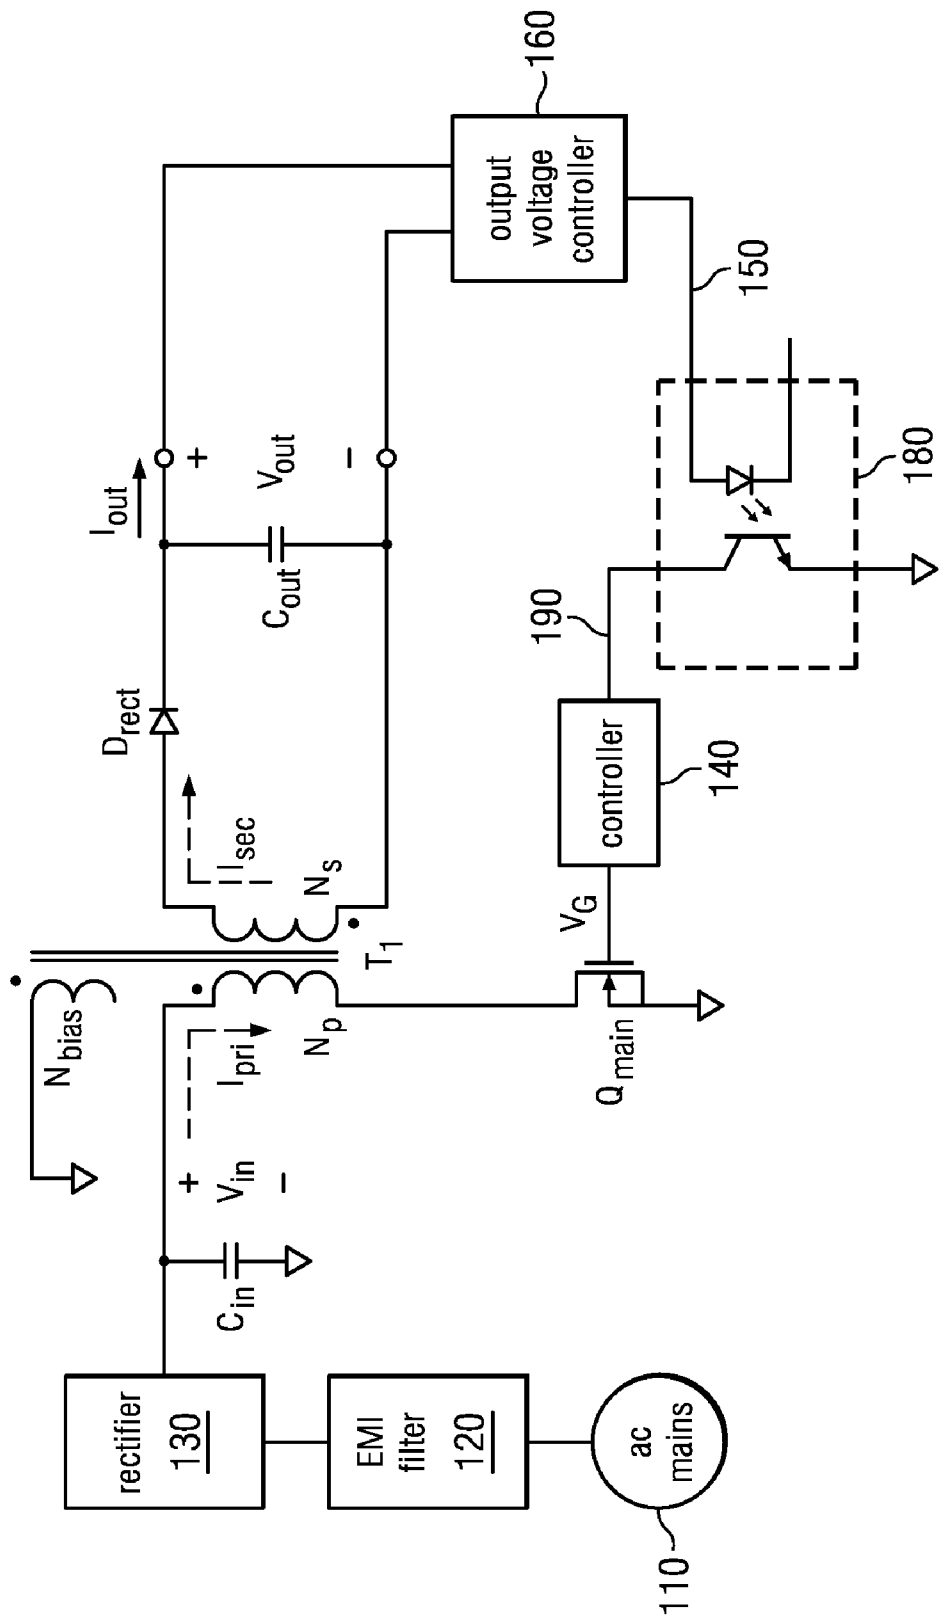 ac
mains
110
EMI
filter
120
rectifier
130
C_in
+
V_in
−
N_bias
I_pri
N_p
T_1
N_s
I_sec
D_rect
C_out
I_out
+
V_out
−
output
voltage
controller
160
150
180
190
controller
140
V_G
Q_main